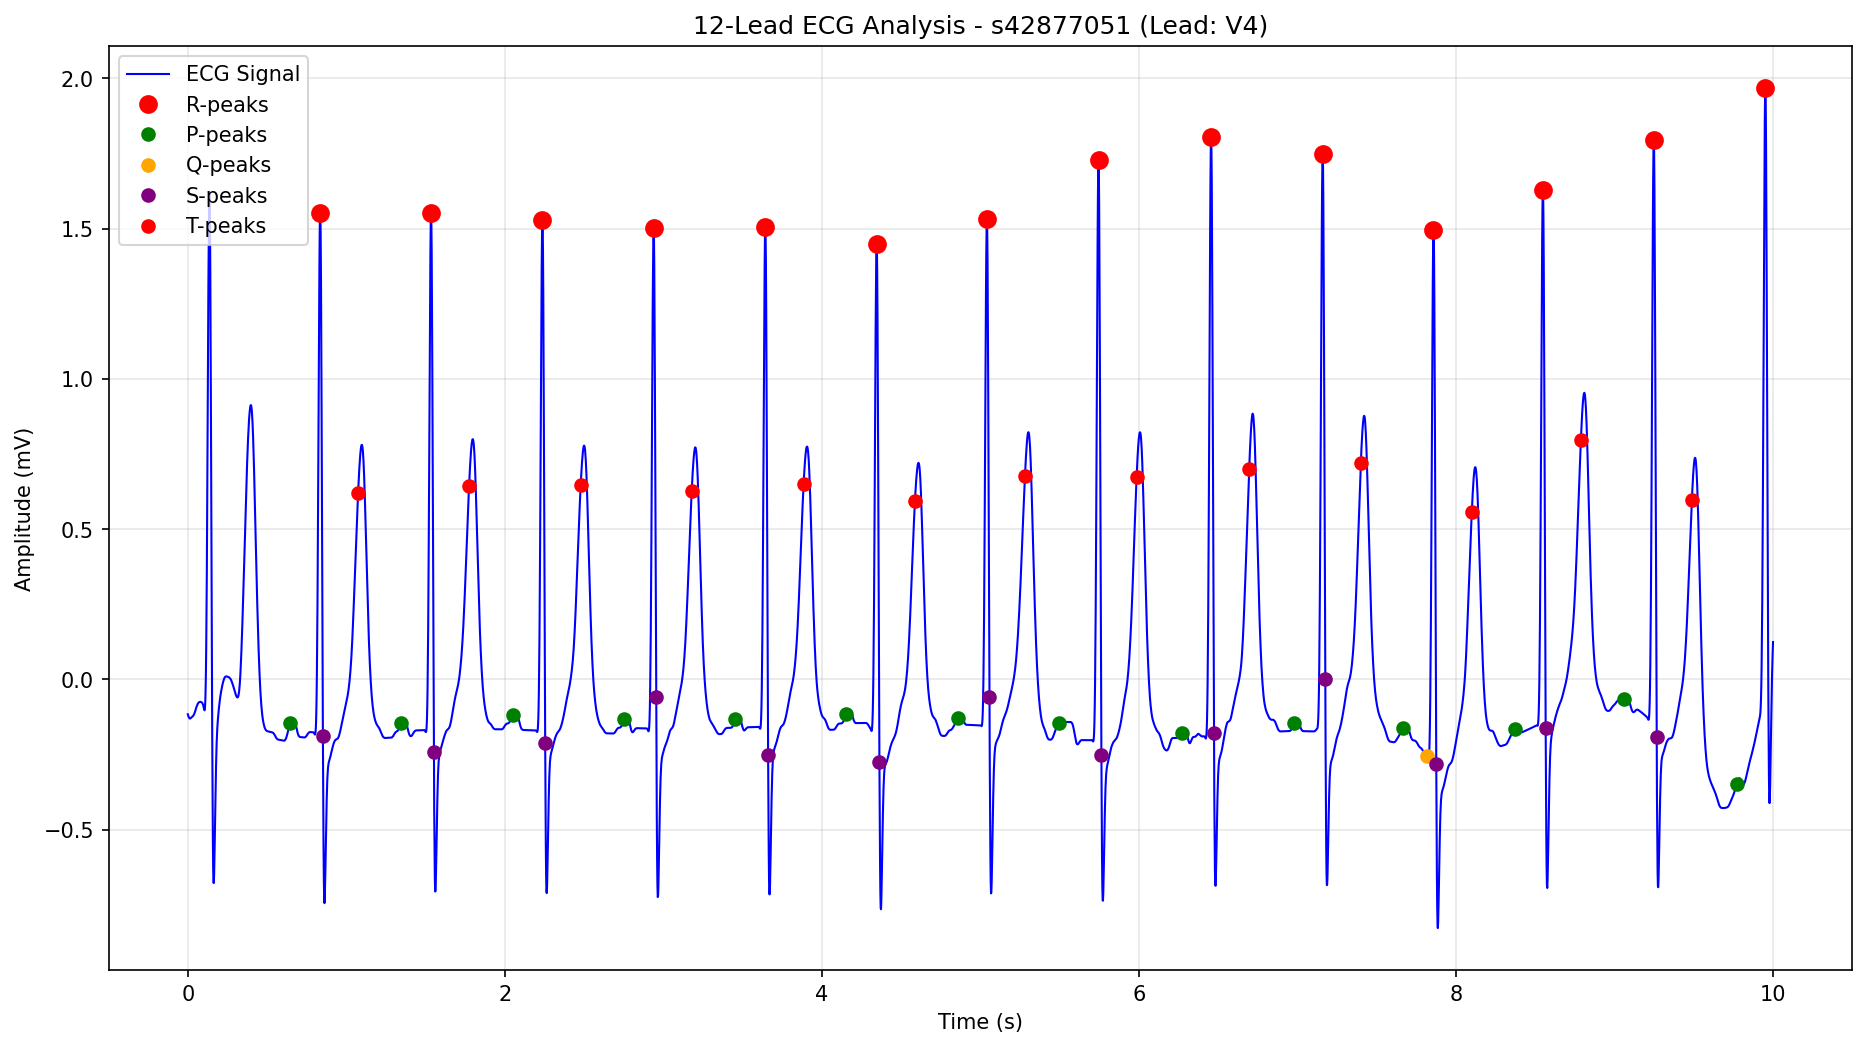 12-Lead ECG Analysis - s42877051 (Lead: V4)
ECG Signal
R-peaks
P-peaks
Q-peaks
S-peaks
T-peaks
Amplitude (mV)
2.0
1.5
1.0
0.5
0.0
−0.5
0 2 4 6 8 10
Time (s)